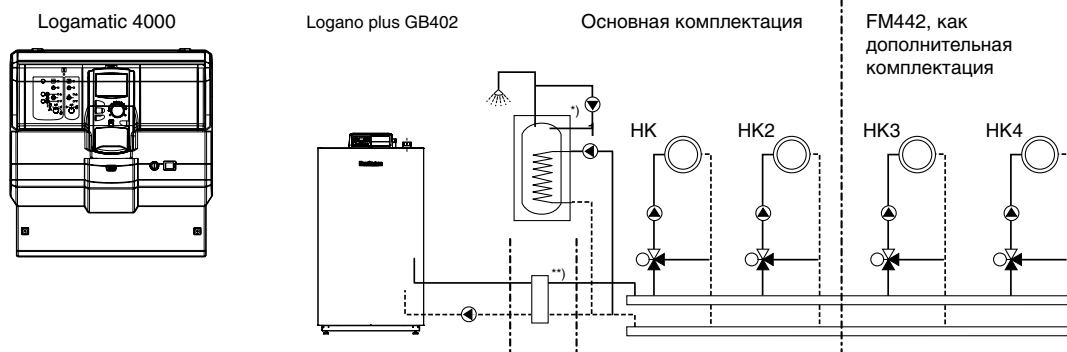 Logamatic 4000
Logano plus GB402
Основная комплектация
FM442, как
дополнительная
комплектация
*)
HK
HK2
HK3
HK4
**)